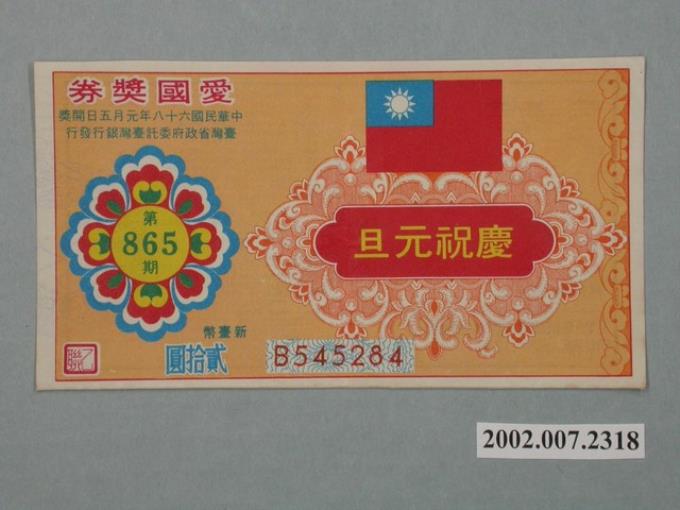 愛國獎券
中華民國六十八年元月五日開獎
臺灣省政府委託臺灣銀行發行
第
865
期
慶祝元旦
新臺幣
貳拾圓
B545284
乙聯
2002.007.2318